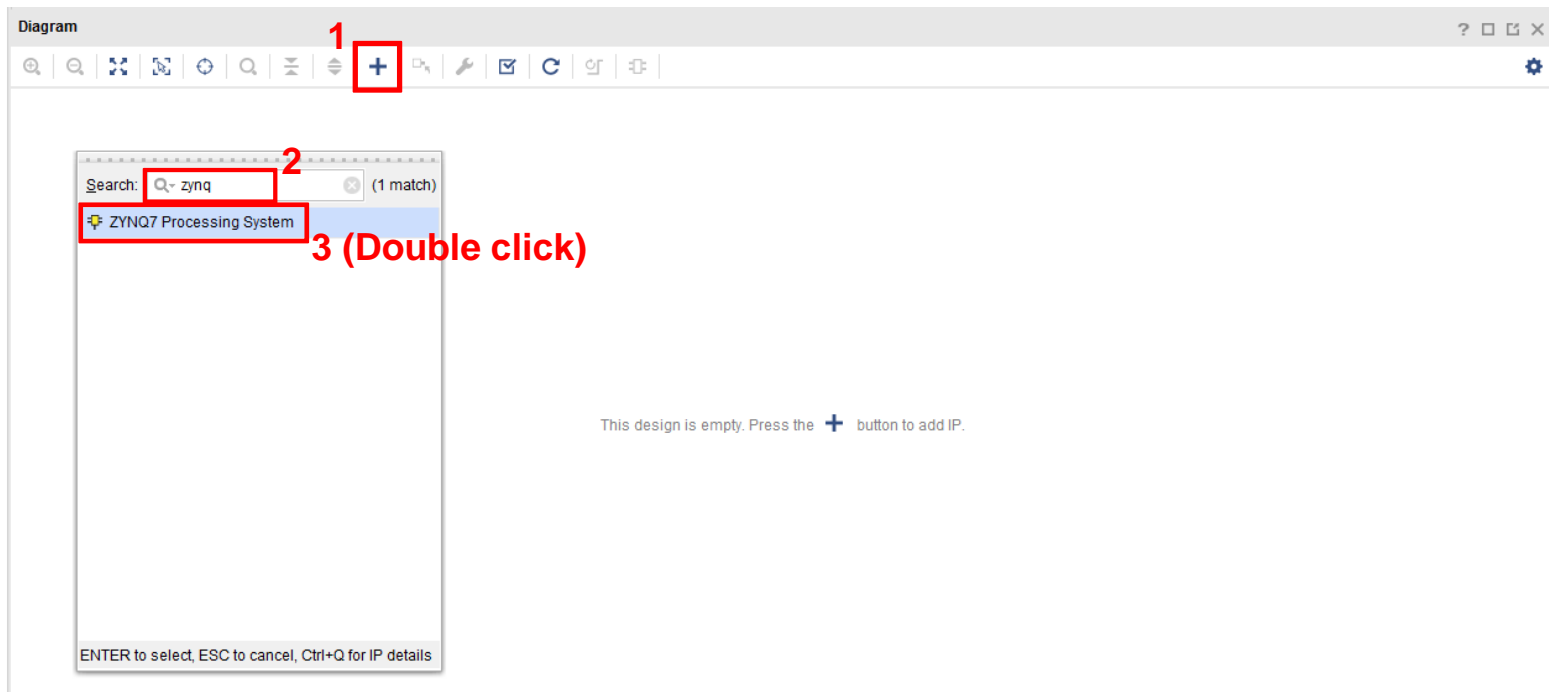 Diagram
1
2
Search: zynq (1 match)
ZYNQ7 Processing System
3 (Double click)
This design is empty. Press the + button to add IP.
ENTER to select, ESC to cancel, Ctrl+Q for IP details